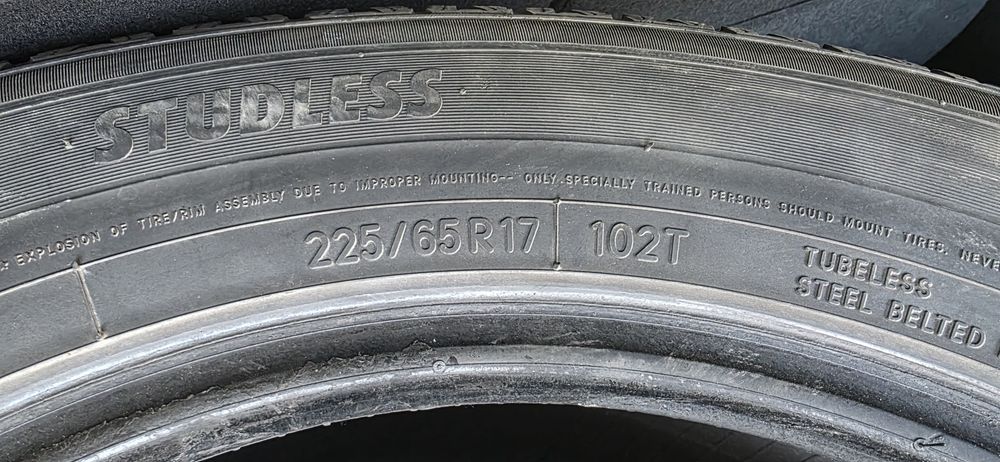 STUDLESS
EXPLOSION OF TIRE/RIM ASSEMBLY DUE TO IMPROPER MOUNTING-- ONLY SPECIALLY TRAINED PERSONS SHOULD MOUNT TIRES. NEVE
225/65R17 102T
TUBELESS
STEEL BELTED